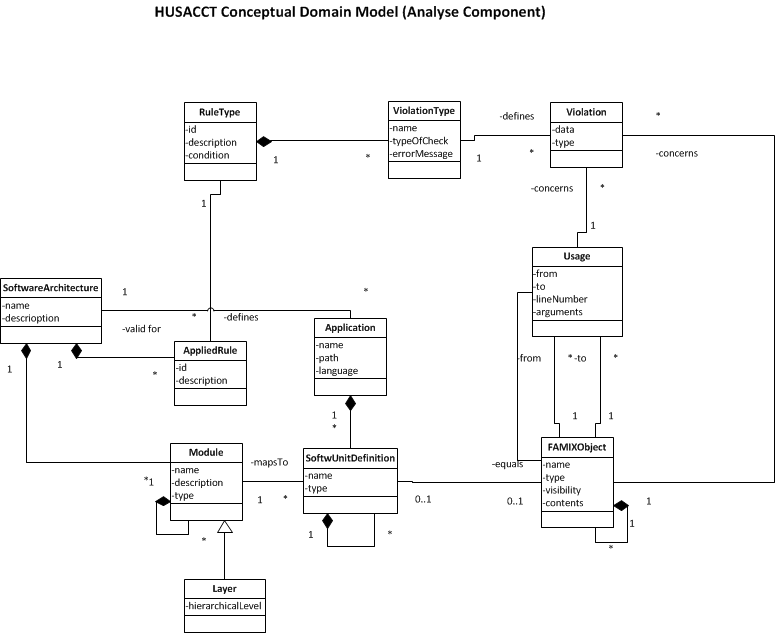 HUSACCT Conceptual Domain Model (Analyse Component)
RuleType
-id
-description
-condition
1
*
ViolationType
-name
-typeOfCheck
-errorMessage
1
-defines
*
Violation
-data
-type
*
-concerns
-concerns
*
1
1
Usage
-from
-to
-lineNumber
-arguments
SoftwareArchitecture
-name
-descrioption
1
*
-valid for
*
-defines
Application
-name
-path
-language
AppliedRule
-id
-description
1
1
*
-from
*
-to
*
1
1
1
*
Module
-name
-description
-type
*
1
*
-mapsTo
1
*
SoftwUnitDefinition
-name
-type
1
*
0..1
-equals
0..1
FAMIXObject
-name
-type
-visibility
-contents
1
1
*
Layer
-hierarchicalLevel